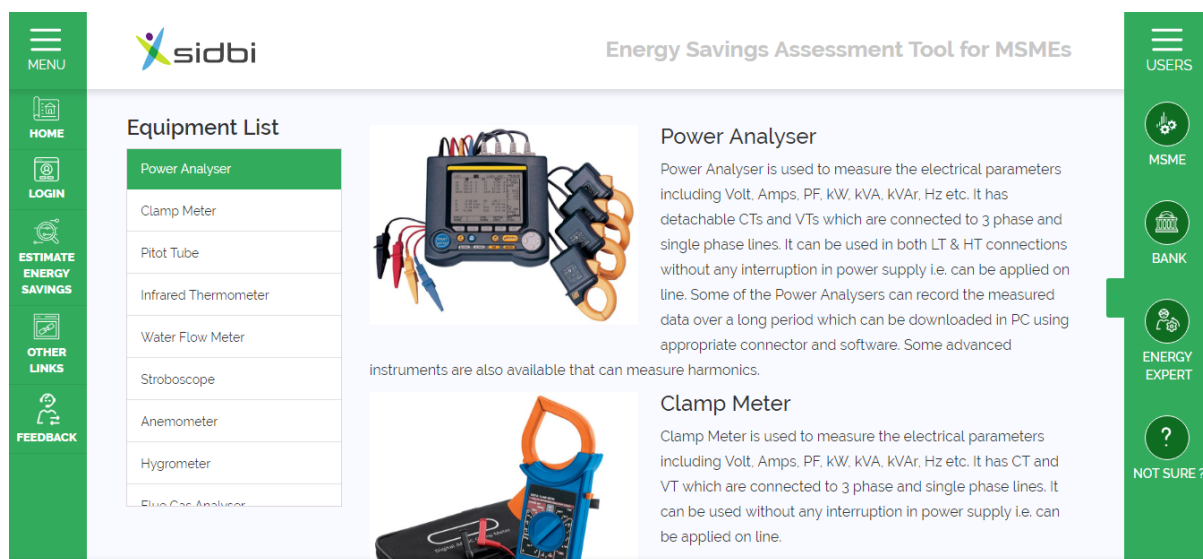 MENU
sidbi
Energy Savings Assessment Tool for MSMEs
USERS
HOME
LOGIN
ESTIMATE
ENERGY
SAVINGS
OTHER
LINKS
FEEDBACK
Equipment List
Power Analyser
Clamp Meter
Pitot Tube
Infrared Thermometer
Water Flow Meter
Stroboscope
Anemometer
Hygrometer
Flue Gas Analyser
Power Analyser
Power Analyser is used to measure the electrical parameters
including Volt, Amps, PF, kW, kVA, kVAr, Hz etc. It has
detachable CTs and VTs which are connected to 3 phase and
single phase lines. It can be used in both LT & HT connections
without any interruption in power supply i.e. can be applied on
line. Some of the Power Analysers can record the measured
data over a long period which can be downloaded in PC using
appropriate connector and software. Some advanced
instruments are also available that can measure harmonics.
Clamp Meter
Clamp Meter is used to measure the electrical parameters
including Volt, Amps, PF, kW, kVA, kVAr, Hz etc. It has CT and
VT which are connected to 3 phase and single phase lines. It
can be used without any interruption in power supply i.e. can
be applied on line.
MSME
BANK
ENERGY
EXPERT
?
NOT SURE ?